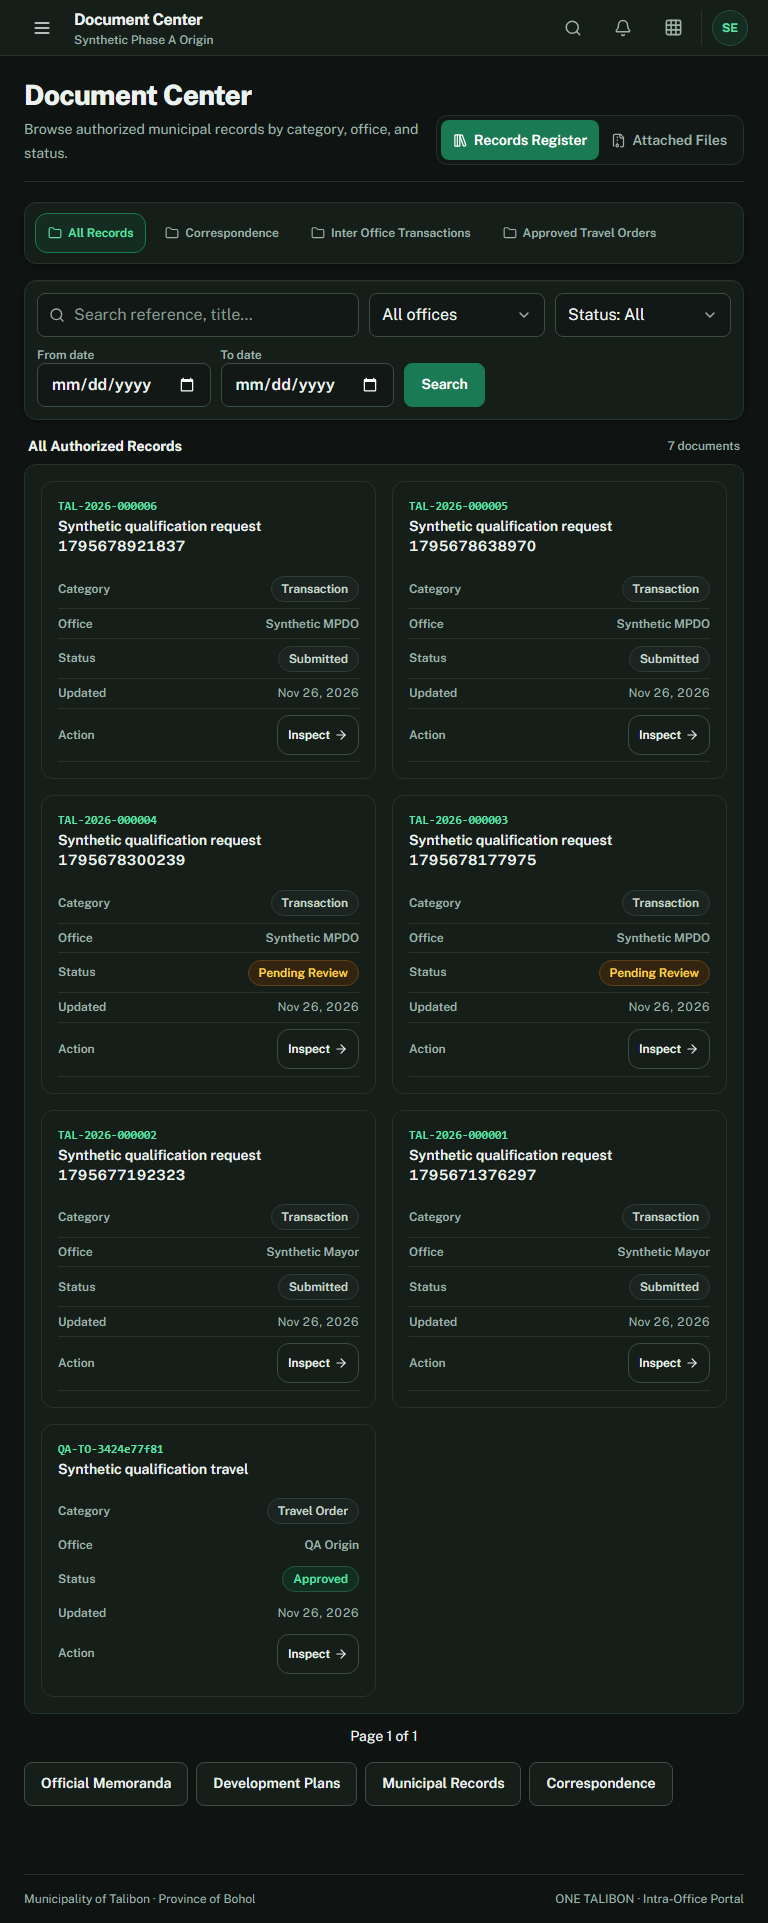 Document Center
Synthetic Phase A Origin
SE
Document Center
Browse authorized municipal records by category, office, and
status.
Records Register
Attached Files
All Records
Correspondence
Inter Office Transactions
Approved Travel Orders
Search reference, title...
All offices
Status: All
From date
To date
mm/dd/yyyy
mm/dd/yyyy
Search
All Authorized Records
7 documents
TAL-2026-000006
Synthetic qualification request
1795678921837
Category
Transaction
Office
Synthetic MPDO
Status
Submitted
Updated
Nov 26, 2026
Action
Inspect →
TAL-2026-000005
Synthetic qualification request
1795678638970
Category
Transaction
Office
Synthetic MPDO
Status
Submitted
Updated
Nov 26, 2026
Action
Inspect →
TAL-2026-000004
Synthetic qualification request
1795678300239
Category
Transaction
Office
Synthetic MPDO
Status
Pending Review
Updated
Nov 26, 2026
Action
Inspect →
TAL-2026-000003
Synthetic qualification request
1795678177975
Category
Transaction
Office
Synthetic MPDO
Status
Pending Review
Updated
Nov 26, 2026
Action
Inspect →
TAL-2026-000002
Synthetic qualification request
1795677192323
Category
Transaction
Office
Synthetic Mayor
Status
Submitted
Updated
Nov 26, 2026
Action
Inspect →
TAL-2026-000001
Synthetic qualification request
1795671376297
Category
Transaction
Office
Synthetic Mayor
Status
Submitted
Updated
Nov 26, 2026
Action
Inspect →
QA-TO-3424e77f81
Synthetic qualification travel
Category
Travel Order
Office
QA Origin
Status
Approved
Updated
Nov 26, 2026
Action
Inspect →
Page 1 of 1
Official Memoranda
Development Plans
Municipal Records
Correspondence
Municipality of Talibon · Province of Bohol
ONE TALIBON · Intra-Office Portal